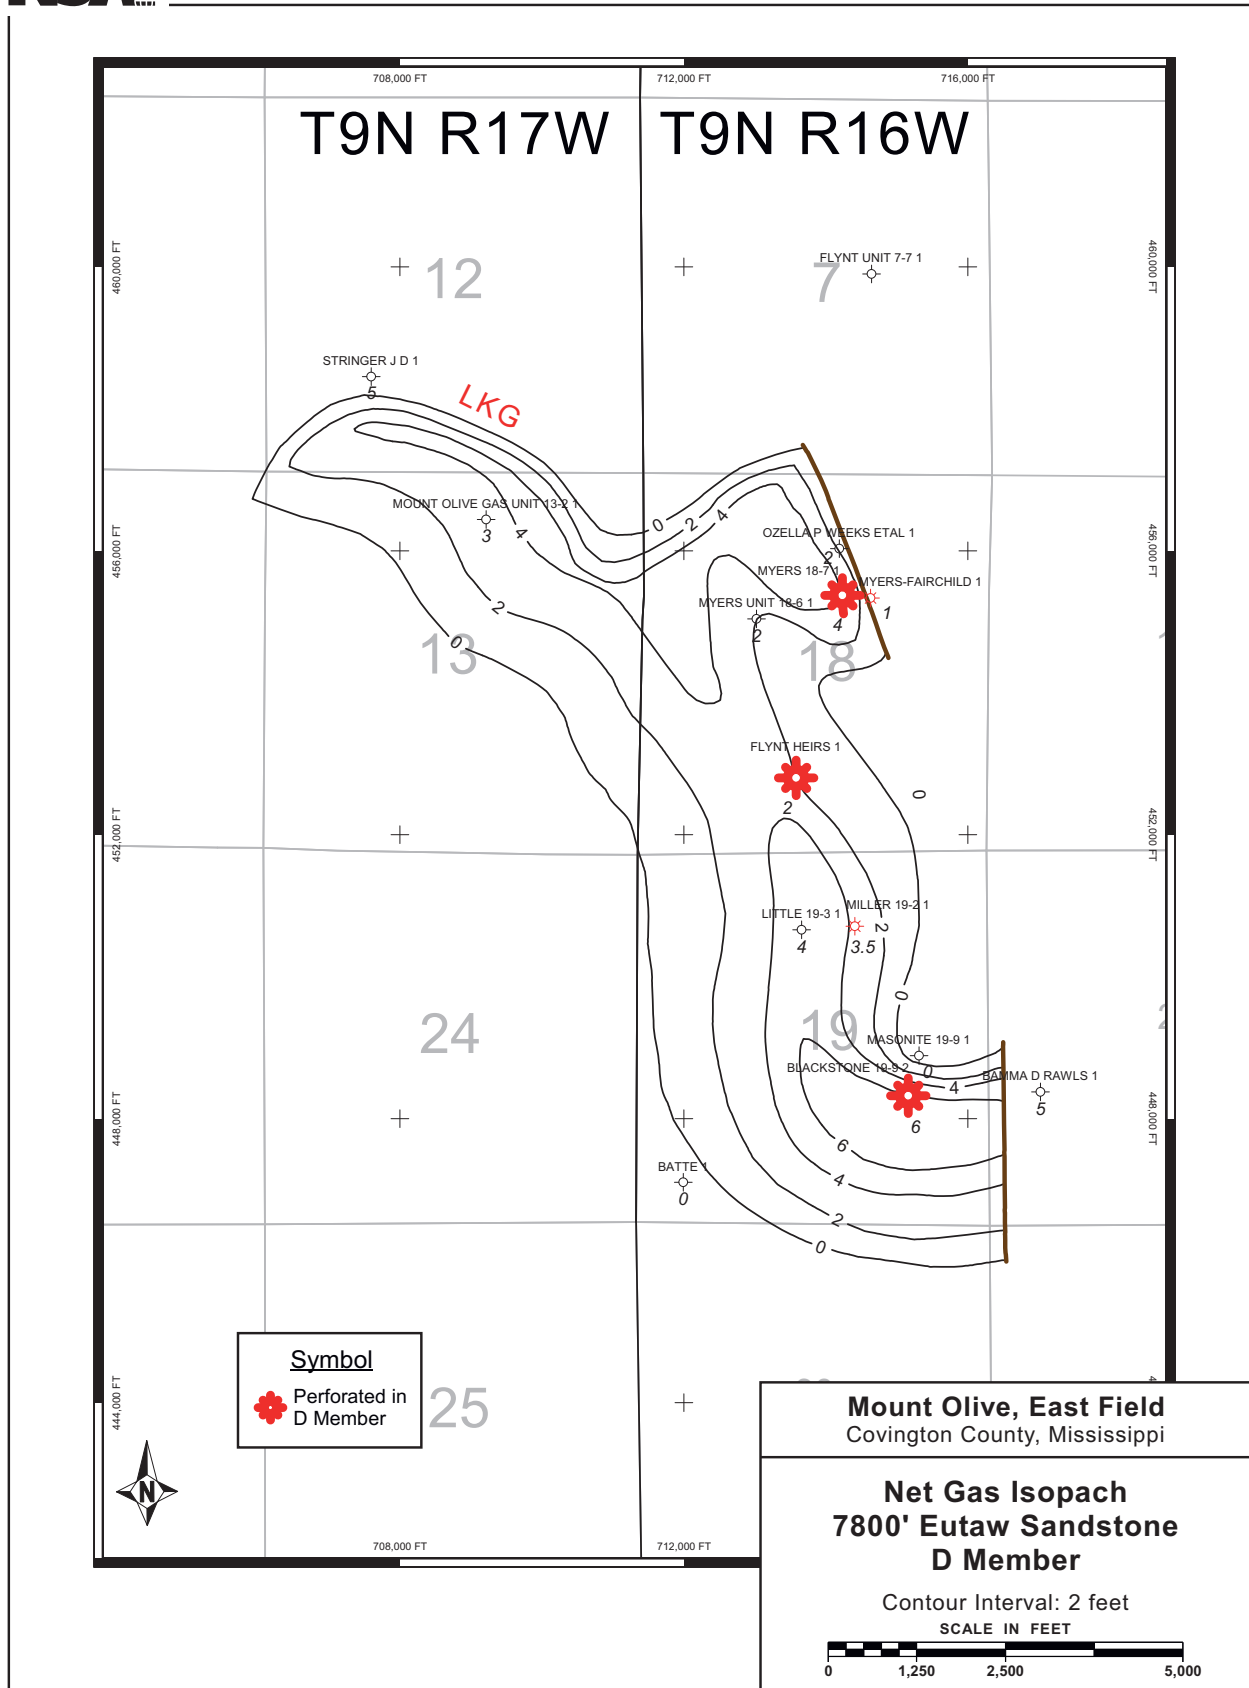 708,000 FT
712,000 FT
716,000 FT
T9N R17W
T9N R16W
460,000 FT
460,000 FT
12
7
FLYNT UNIT 7-7 1
STRINGER J D 1
5
LKG
MOUNT OLIVE GAS UNIT 13-2 1
3
4
0
2
4
OZELLA P WEEKS ETAL 1
2
456,000 FT
456,000 FT
MYERS 18-7 1
MYERS-FAIRCHILD 1
1
MYERS UNIT 18-6 1
4
2
2
0
13
18
FLYNT HEIRS 1
2
0
452,000 FT
452,000 FT
LITTLE 19-3 1
MILLER 19-2 1
4
3.5
2
0
24
19
MASONITE 19-9 1
0
BLACKSTONE 19-9 2
BAMMA D RAWLS 1
4
5
6
448,000 FT
448,000 FT
6
4
BATTE 1
0
2
0
Symbol
Perforated in
D Member
25
444,000 FT
N
708,000 FT
712,000 FT
Mount Olive, East Field
Covington County, Mississippi
Net Gas Isopach
7800' Eutaw Sandstone
D Member
Contour Interval: 2 feet
SCALE IN FEET
0
1,250
2,500
5,000